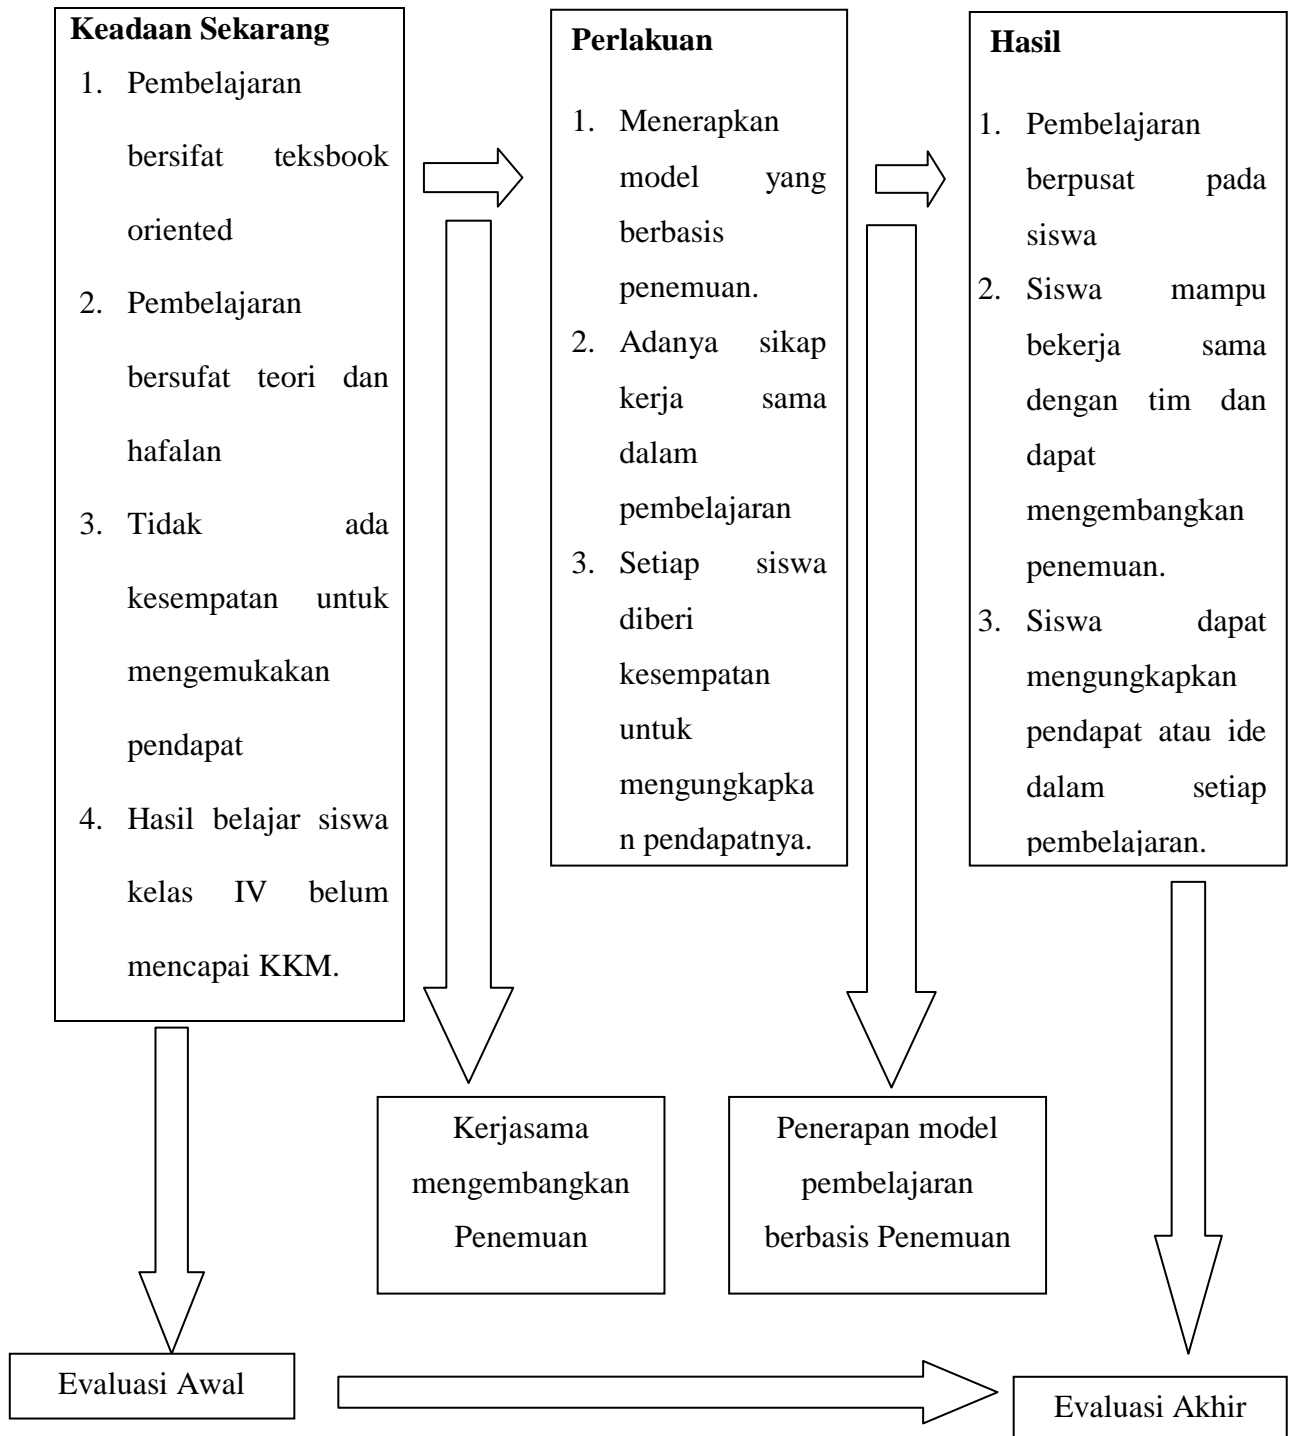 Keadaan Sekarang
1. Pembelajaran
bersifat teksbook
oriented
2. Pembelajaran
bersufat teori dan
hafalan
3. Tidak ada
kesempatan untuk
mengemukakan
pendapat
4. Hasil belajar siswa
kelas IV belum
mencapai KKM.
Perlakuan
1. Menerapkan
model yang
berbasis
penemuan.
2. Adanya sikap
kerja sama
dalam
pembelajaran
3. Setiap siswa
diberi
kesempatan
untuk
mengungkapka
n pendapatnya.
Hasil
1. Pembelajaran
berpusat pada
siswa
2. Siswa mampu
bekerja sama
dengan tim dan
dapat
mengembangkan
penemuan.
3. Siswa dapat
mengungkapkan
pendapat atau ide
dalam setiap
pembelajaran.
Kerjasama
mengembangkan
Penemuan
Penerapan model
pembelajaran
berbasis Penemuan
Evaluasi Awal
Evaluasi Akhir